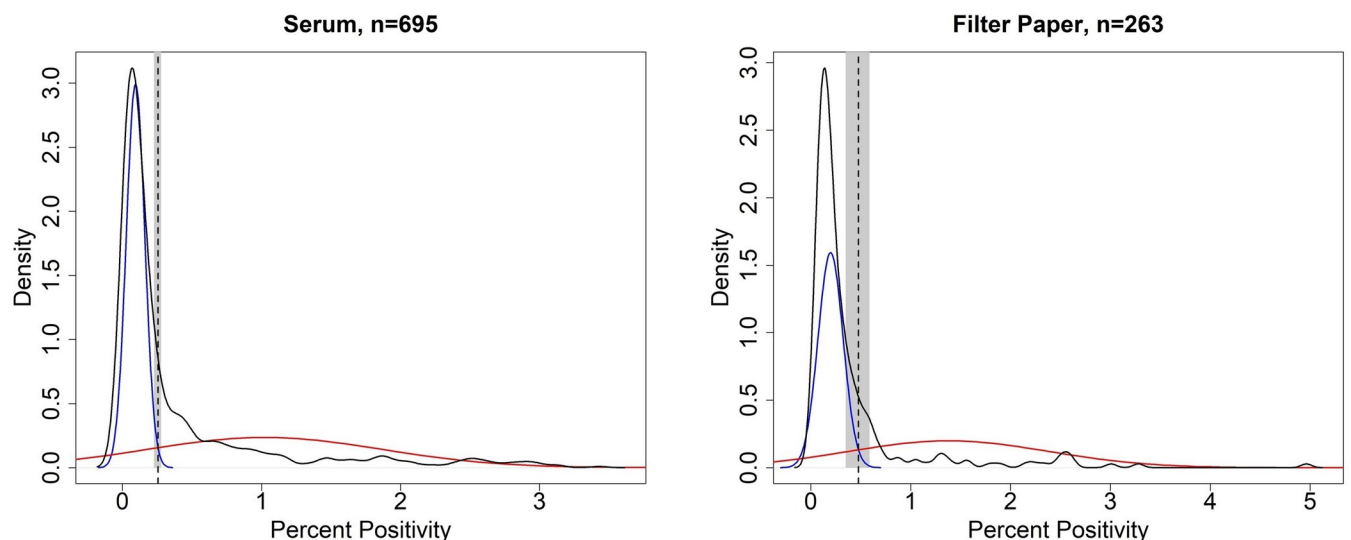 Serum, n=695
Density
0.0 0.5 1.0 1.5 2.0 2.5 3.0
0 1 2 3
Percent Positivity
Filter Paper, n=263
Density
0.0 0.5 1.0 1.5 2.0 2.5 3.0
0 1 2 3 4 5
Percent Positivity